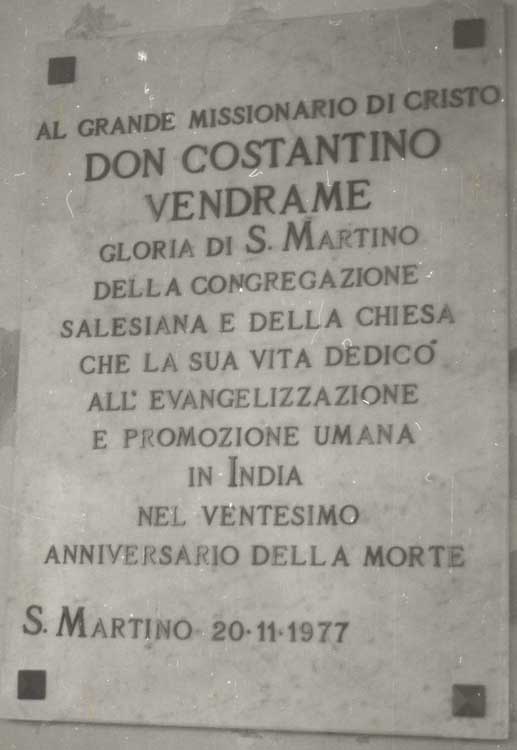 AL GRANDE MISSIONARIO DI CRISTO
DON COSTANTINO
VENDRAME
GLORIA DI S. MARTINO
DELLA CONGREGAZIONE
SALESIANA E DELLA CHIESA
CHE LA SUA VITA DEDICO'
ALL' EVANGELIZZAZIONE
E PROMOZIONE UMANA
IN INDIA
NEL VENTESIMO
ANNIVERSARIO DELLA MORTE
S. MARTINO 20·11·1977